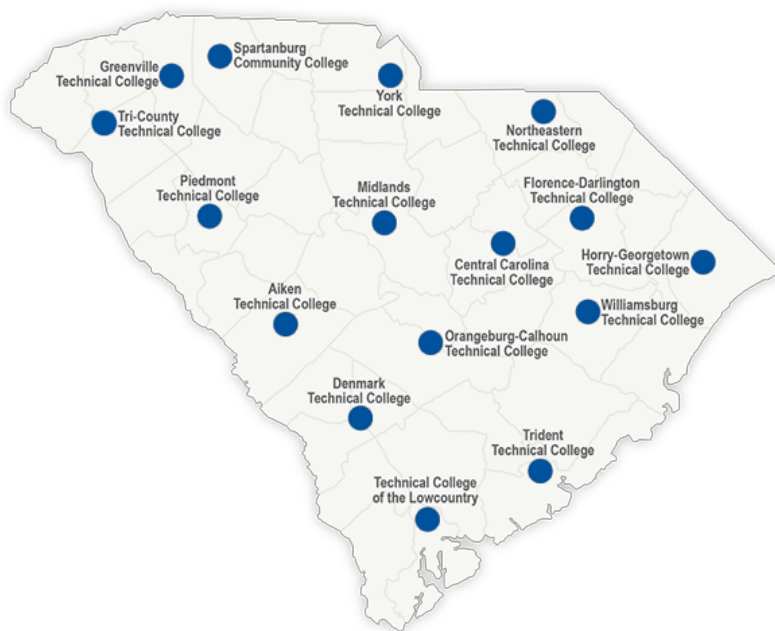 Spartanburg
Community College
Greenville
Technical College
York
Technical College
Tri-County
Technical College
Northeastern
Technical College
Piedmont
Technical College
Midlands
Technical College
Florence-Darlington
Technical College
Central Carolina
Technical College
Horry-Georgetown
Technical College
Aiken
Technical College
Williamsburg
Technical College
Orangeburg-Calhoun
Technical College
Denmark
Technical College
Trident
Technical College
Technical College
of the Lowcountry